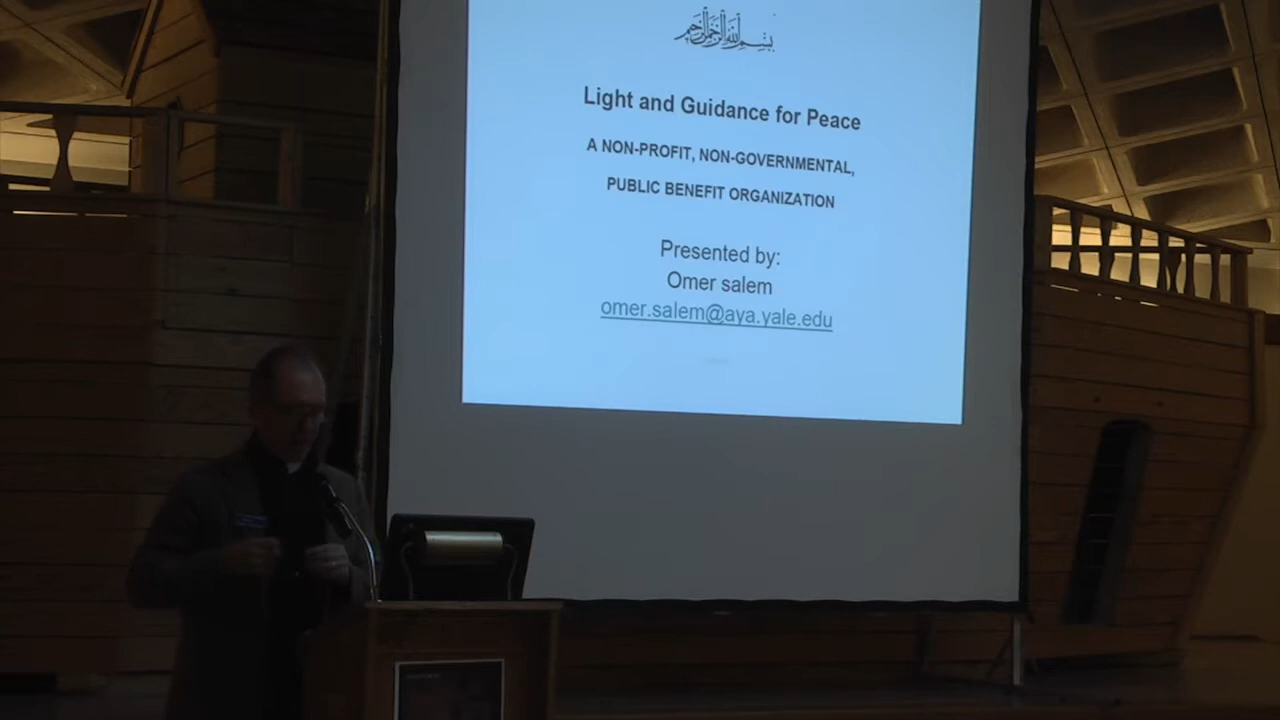 بسم الله الرحمن الرحيم
Light and Guidance for Peace
A NON-PROFIT, NON-GOVERNMENTAL,
PUBLIC BENEFIT ORGANIZATION
Presented by:
Omer salem
omer.salem@aya.yale.edu